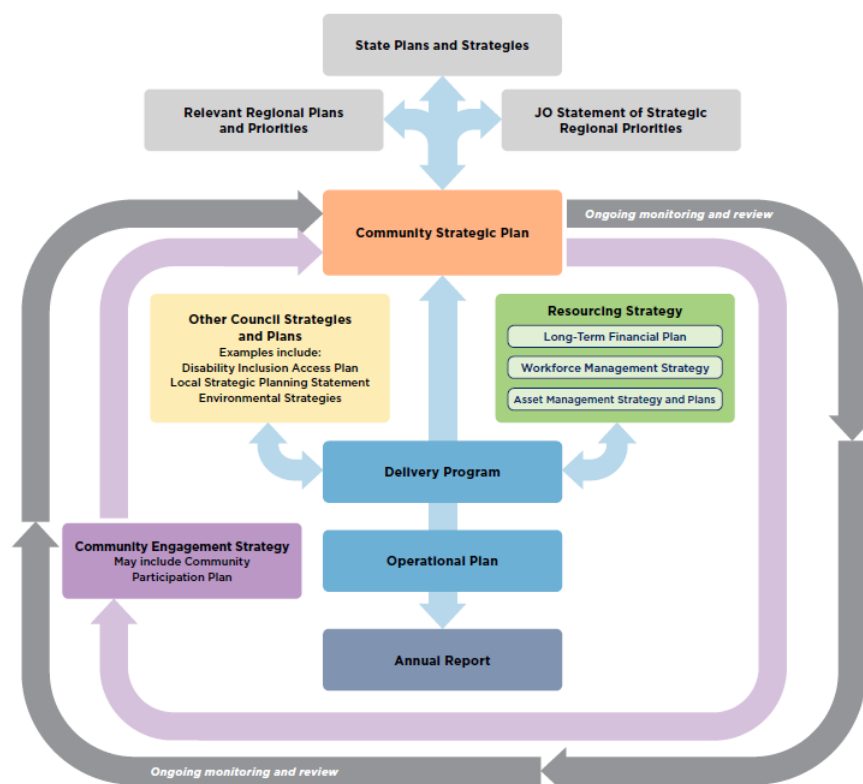 State Plans and Strategies
Relevant Regional Plans
and Priorities
JO Statement of Strategic
Regional Priorities
Community Strategic Plan
Ongoing monitoring and review
Other Council Strategies
and Plans
Examples include:
Disability Inclusion Access Plan
Local Strategic Planning Statement
Environmental Strategies
Resourcing Strategy
Long-Term Financial Plan
Workforce Management Strategy
Asset Management Strategy and Plans
Delivery Program
Community Engagement Strategy
May include Community
Participation Plan
Operational Plan
Annual Report
Ongoing monitoring and review